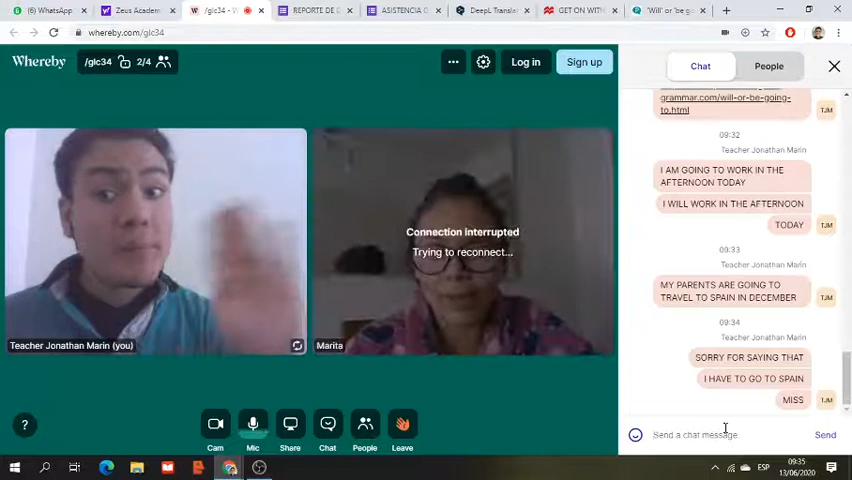 (6) WhatsApp
Zeus Academ
/glc34 - W
REPORTE DE D
ASISTENCIA G
DeepL Translat
GET ON WITH
'Will' or 'be go
whereby.com/glc34
Whereby
/glc34
2/4
Log in
Sign up
Chat
People
grammar.com/will-or-be-going-
to.html
TJM
09:32
Teacher Jonathan Marin
I AM GOING TO WORK IN THE
AFTERNOON TODAY
I WILL WORK IN THE AFTERNOON
TODAY
TJM
09:33
Teacher Jonathan Marin
MY PARENTS ARE GOING TO
TRAVEL TO SPAIN IN DECEMBER
TJM
09:34
Teacher Jonathan Marin
SORRY FOR SAYING THAT
I HAVE TO GO TO SPAIN
MISS
TJM
Connection interrupted
Trying to reconnect...
Teacher Jonathan Marin (you)
Marita
?
Cam
Mic
Share
Chat
People
Leave
Send a chat message.
Send
ESP
09:35
13/06/2020